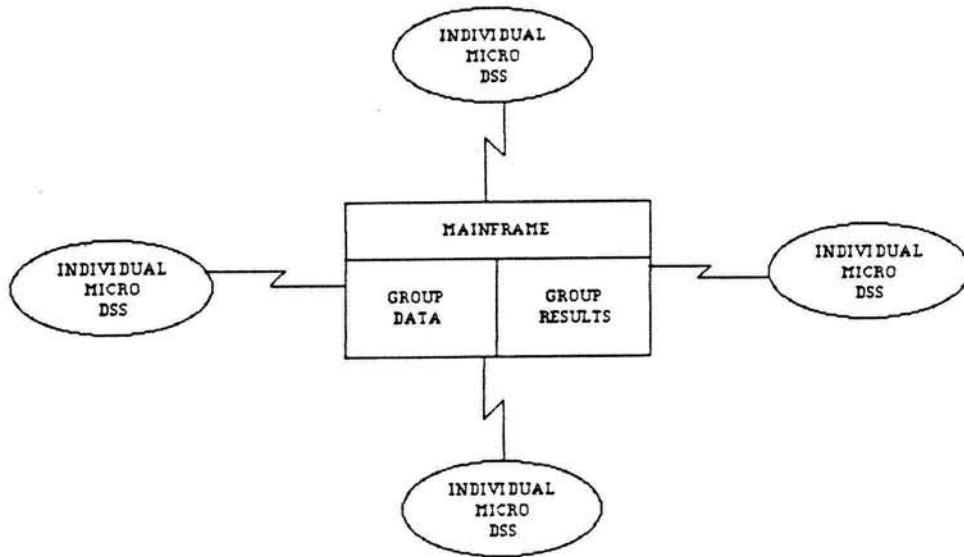 INDIVIDUAL
MICRO
DSS
MAINFRAME
INDIVIDUAL
MICRO
DSS
GROUP
DATA
GROUP
RESULTS
INDIVIDUAL
MICRO
DSS
INDIVIDUAL
MICRO
DSS